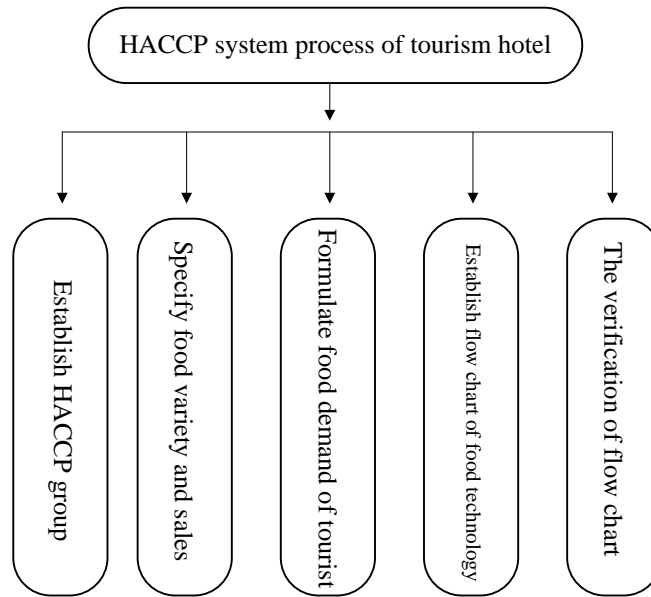 HACCP system process of tourism hotel
Establish HACCP
group
Specify food variety and
sales
Formulate food demand of tourist
Establish flow chart of food technology
The verification of flow
chart